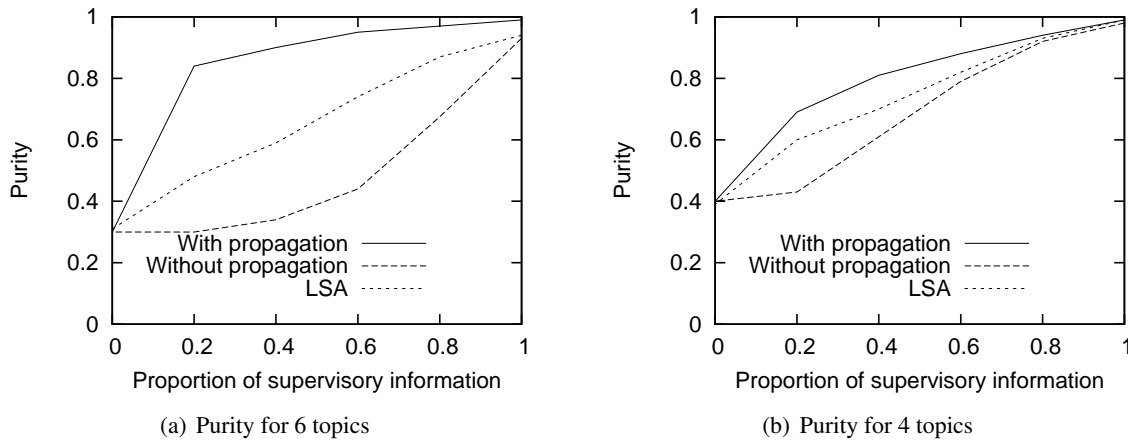 1
0.8
0.6
0.4
0.2
0
Purity
With propagation
Without propagation
LSA
0 0.2 0.4 0.6 0.8 1
Proportion of supervisory information
(a) Purity for 6 topics
1
0.8
0.6
0.4
0.2
0
Purity
With propagation
Without propagation
LSA
0 0.2 0.4 0.6 0.8 1
Proportion of supervisory information
(b) Purity for 4 topics